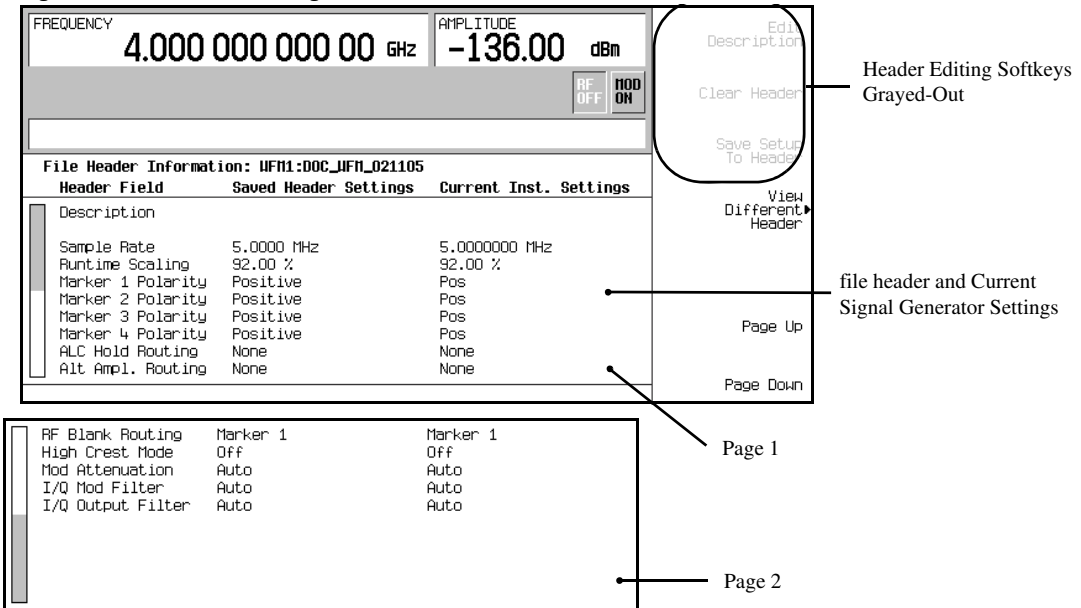 FREQUENCY
4.000 000 000 00 GHz
AMPLITUDE
-136.00 dBm
RF OFF
MOD ON
Edit Description
Clear Header
Save Setup To Header
View Different Header
Page Up
Page Down
File Header Information: WFM1:DOC_WFM_021105
Header Field Saved Header Settings Current Inst. Settings
Description
Sample Rate 5.0000 MHz 5.0000000 MHz
Runtime Scaling 92.00 % 92.00 %
Marker 1 Polarity Positive Pos
Marker 2 Polarity Positive Pos
Marker 3 Polarity Positive Pos
Marker 4 Polarity Positive Pos
ALC Hold Routing None None
Alt Ampl. Routing None None
Header Editing Softkeys
Grayed-Out
file header and Current
Signal Generator Settings
Page 1
RF Blank Routing Marker 1 Marker 1
High Crest Mode Off Off
Mod Attenuation Auto Auto
I/Q Mod Filter Auto Auto
I/Q Output Filter Auto Auto
Page 2